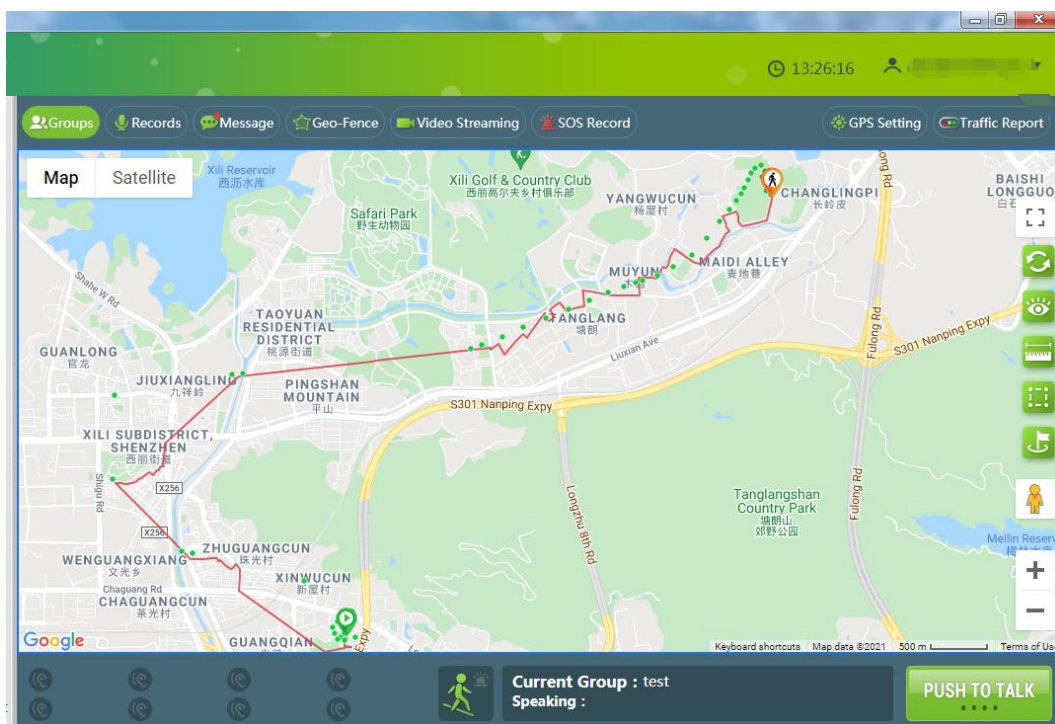 13:26:16
Groups
Records
Message
Geo-Fence
Video Streaming
SOS Record
GPS Setting
Traffic Report
Map
Satellite
Xili Reservoir
西沥水库
K.
Xili Golf
& Country Club
西丽高尔夫乡村俱乐部
Safari Park
野生动物园
YANGWUCUN
杨屋村
CHANGLINGPI
长岭皮
ong Rd
BAISHI
LONGGUO
Shahe W Rd
MUYUN
MAIDI ALLEY
麦地巷
TAOYUAN
RESIDENTIAL
DISTRICT
桃源街道
TANGLANG
塘朗
Liuxian Ave
Fulong Rd
S301 Nanping Expy
GUANLONG
官龙
JIUXIANGLING
九祥岭
PINGSHAN
MOUNTAIN
平山
S301 Nanping Expy
XILI SUBDISTRICT,
SHENZHEN
西丽街道
Shigu Rd
X256
X256
Longzhu 8th Rd
Fulong Rd
Tanglangshan
Country Park
塘朗山
郊野公园
Meilin Reserv
WENGUANGXIANG
文光乡
ZHUGUANGCUN
珠光村
Chaguang Rd
CHAGUANGCUN
茶光村
XINWUCUN
新屋村
GUANGQIAN
Expy
Google
Keyboard shortcuts
Map data ©2021
500 m
Terms of Us
Current Group : test
Speaking :
PUSH TO TALK